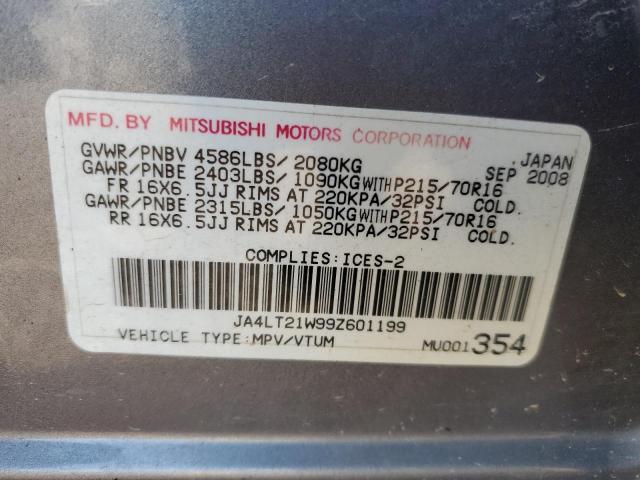 MFD. BY MITSUBISHI MOTORS CORPORATION
GVWR/PNBV 4586LBS/ 2080KG JAPAN
GAWR/PNBE 2403LBS/ 1090KG WITH P215/70R16 SEP 2008
FR 16X6.5JJ RIMS AT 220KPA/32PSI COLD.
GAWR/PNBE 2315LBS/ 1050KG WITH P215/70R16
RR 16X6.5JJ RIMS AT 220KPA/32PSI COLD.
COMPLIES:ICES-2
JA4LT21W99Z601199
VEHICLE TYPE:MPV/VTUM MU001354